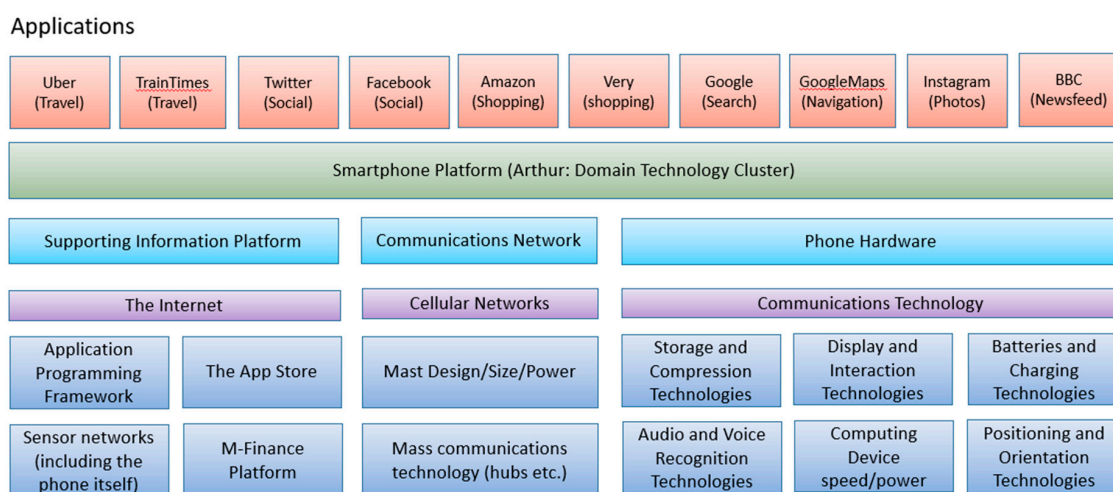 Applications
Uber
(Travel)
TrainTimes
(Travel)
Twitter
(Social)
Facebook
(Social)
Amazon
(Shopping)
Very
(shopping)
Google
(Search)
GoogleMaps
(Navigation)
Instagram
(Photos)
BBC
(Newsfeed)
Smartphone Platform (Arthur: Domain Technology Cluster)
Supporting Information Platform
Communications Network
Phone Hardware
The Internet
Cellular Networks
Communications Technology
Application
Programming
Framework
The App Store
Mast Design/Size/Power
Storage and
Compression
Technologies
Display and
Interaction
Technologies
Batteries and
Charging
Technologies
Sensor networks
(including the
phone itself)
M-Finance
Platform
Mass communications
technology (hubs etc.)
Audio and Voice
Recognition
Technologies
Computing
Device
speed/power
Positioning and
Orientation
Technologies